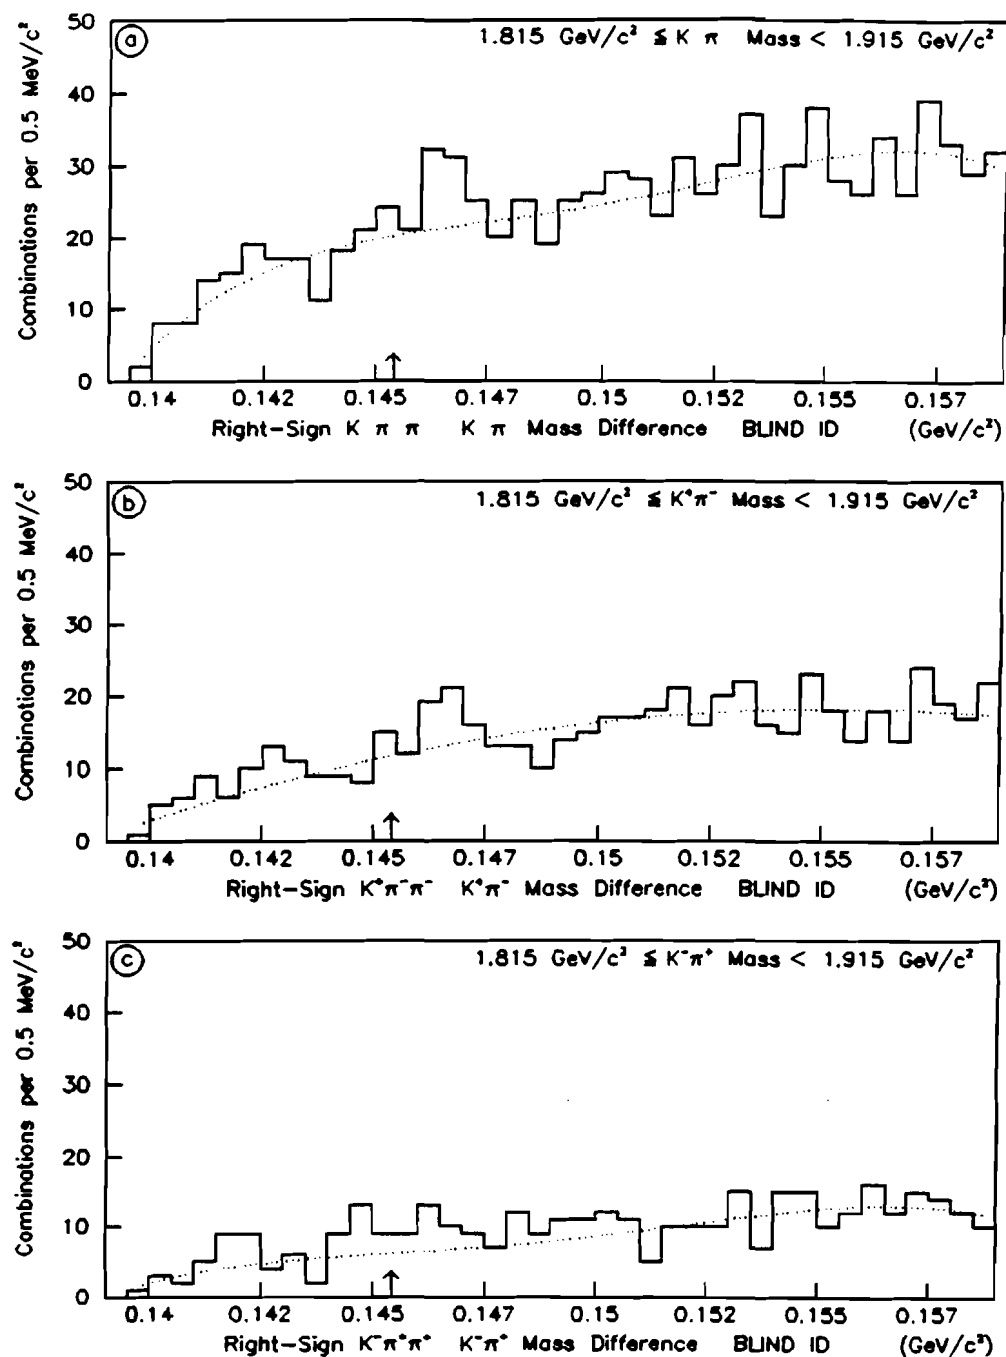 50
40
30
20
10
0
Combinations per 0.5 MeV/c²
a
1.815 GeV/c² ≦ K π Mass < 1.915 GeV/c²
0.14 0.142 0.145 0.147 0.15 0.152 0.155 0.157
Right-Sign K π π K π Mass Difference BLIND ID (GeV/c²)
50
40
30
20
10
0
Combinations per 0.5 MeV/c²
b
1.815 GeV/c² ≦ K⁺π⁻ Mass < 1.915 GeV/c²
0.14 0.142 0.145 0.147 0.15 0.152 0.155 0.157
Right-Sign K⁺π⁻π⁻ K⁺π⁻ Mass Difference BLIND ID (GeV/c²)
50
40
30
20
10
0
Combinations per 0.5 MeV/c²
c
1.815 GeV/c² ≦ K⁻π⁺ Mass < 1.915 GeV/c²
0.14 0.142 0.145 0.147 0.15 0.152 0.155 0.157
Right-Sign K⁻π⁺π⁺ K⁻π⁺ Mass Difference BLIND ID (GeV/c²)